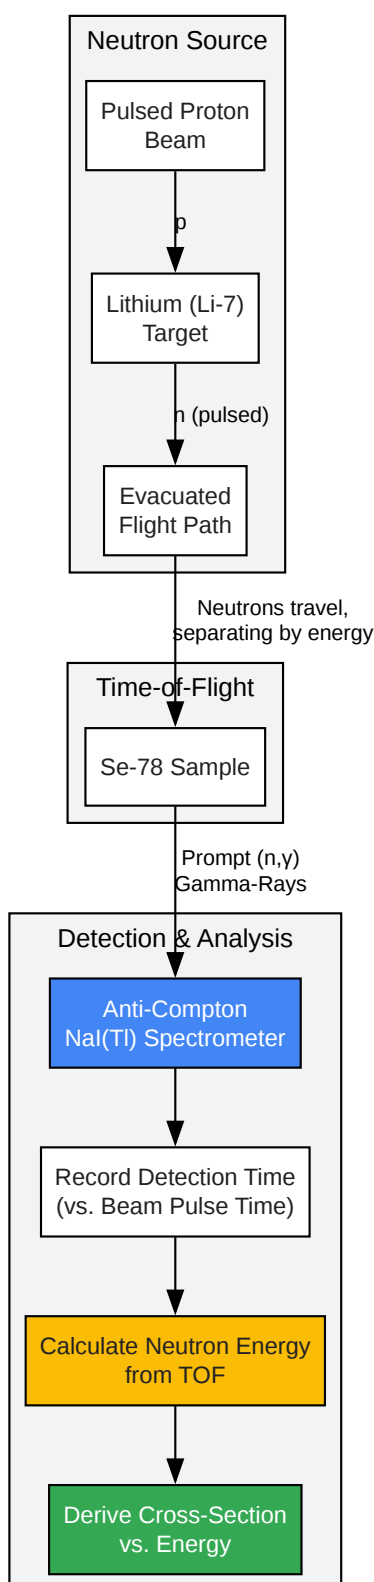 Neutron Source
Pulsed Proton
Beam
p
Lithium (Li-7)
Target
n (pulsed)
Evacuated
Flight Path
Neutrons travel,
separating by energy
Time-of-Flight
Se-78 Sample
Prompt (n,γ)
Gamma-Rays
Detection & Analysis
Anti-Compton
NaI(Tl) Spectrometer
Record Detection Time
(vs. Beam Pulse Time)
Calculate Neutron Energy
from TOF
Derive Cross-Section
vs. Energy